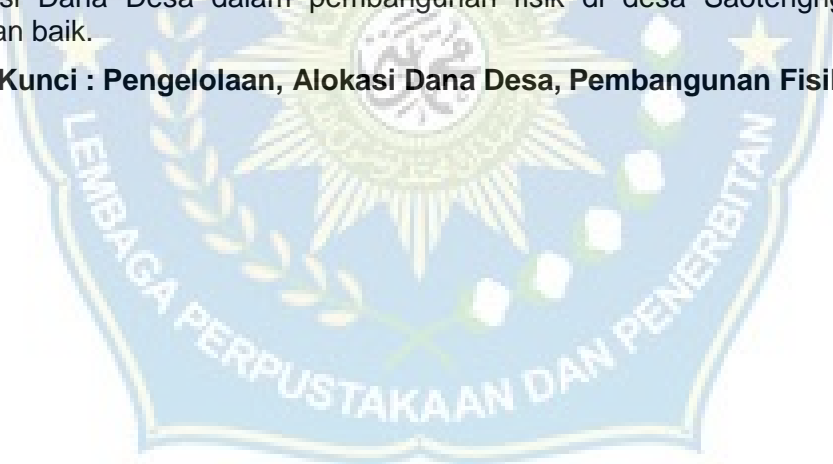 si Dana Desa dalam pembangunan fisik di desa
an baik.
Kunci : Pengelolaan, Alokasi Dana Desa, Pembangunan Fisi
LEMBAGA PERPUSTAKAAN DAN PENERBITAN